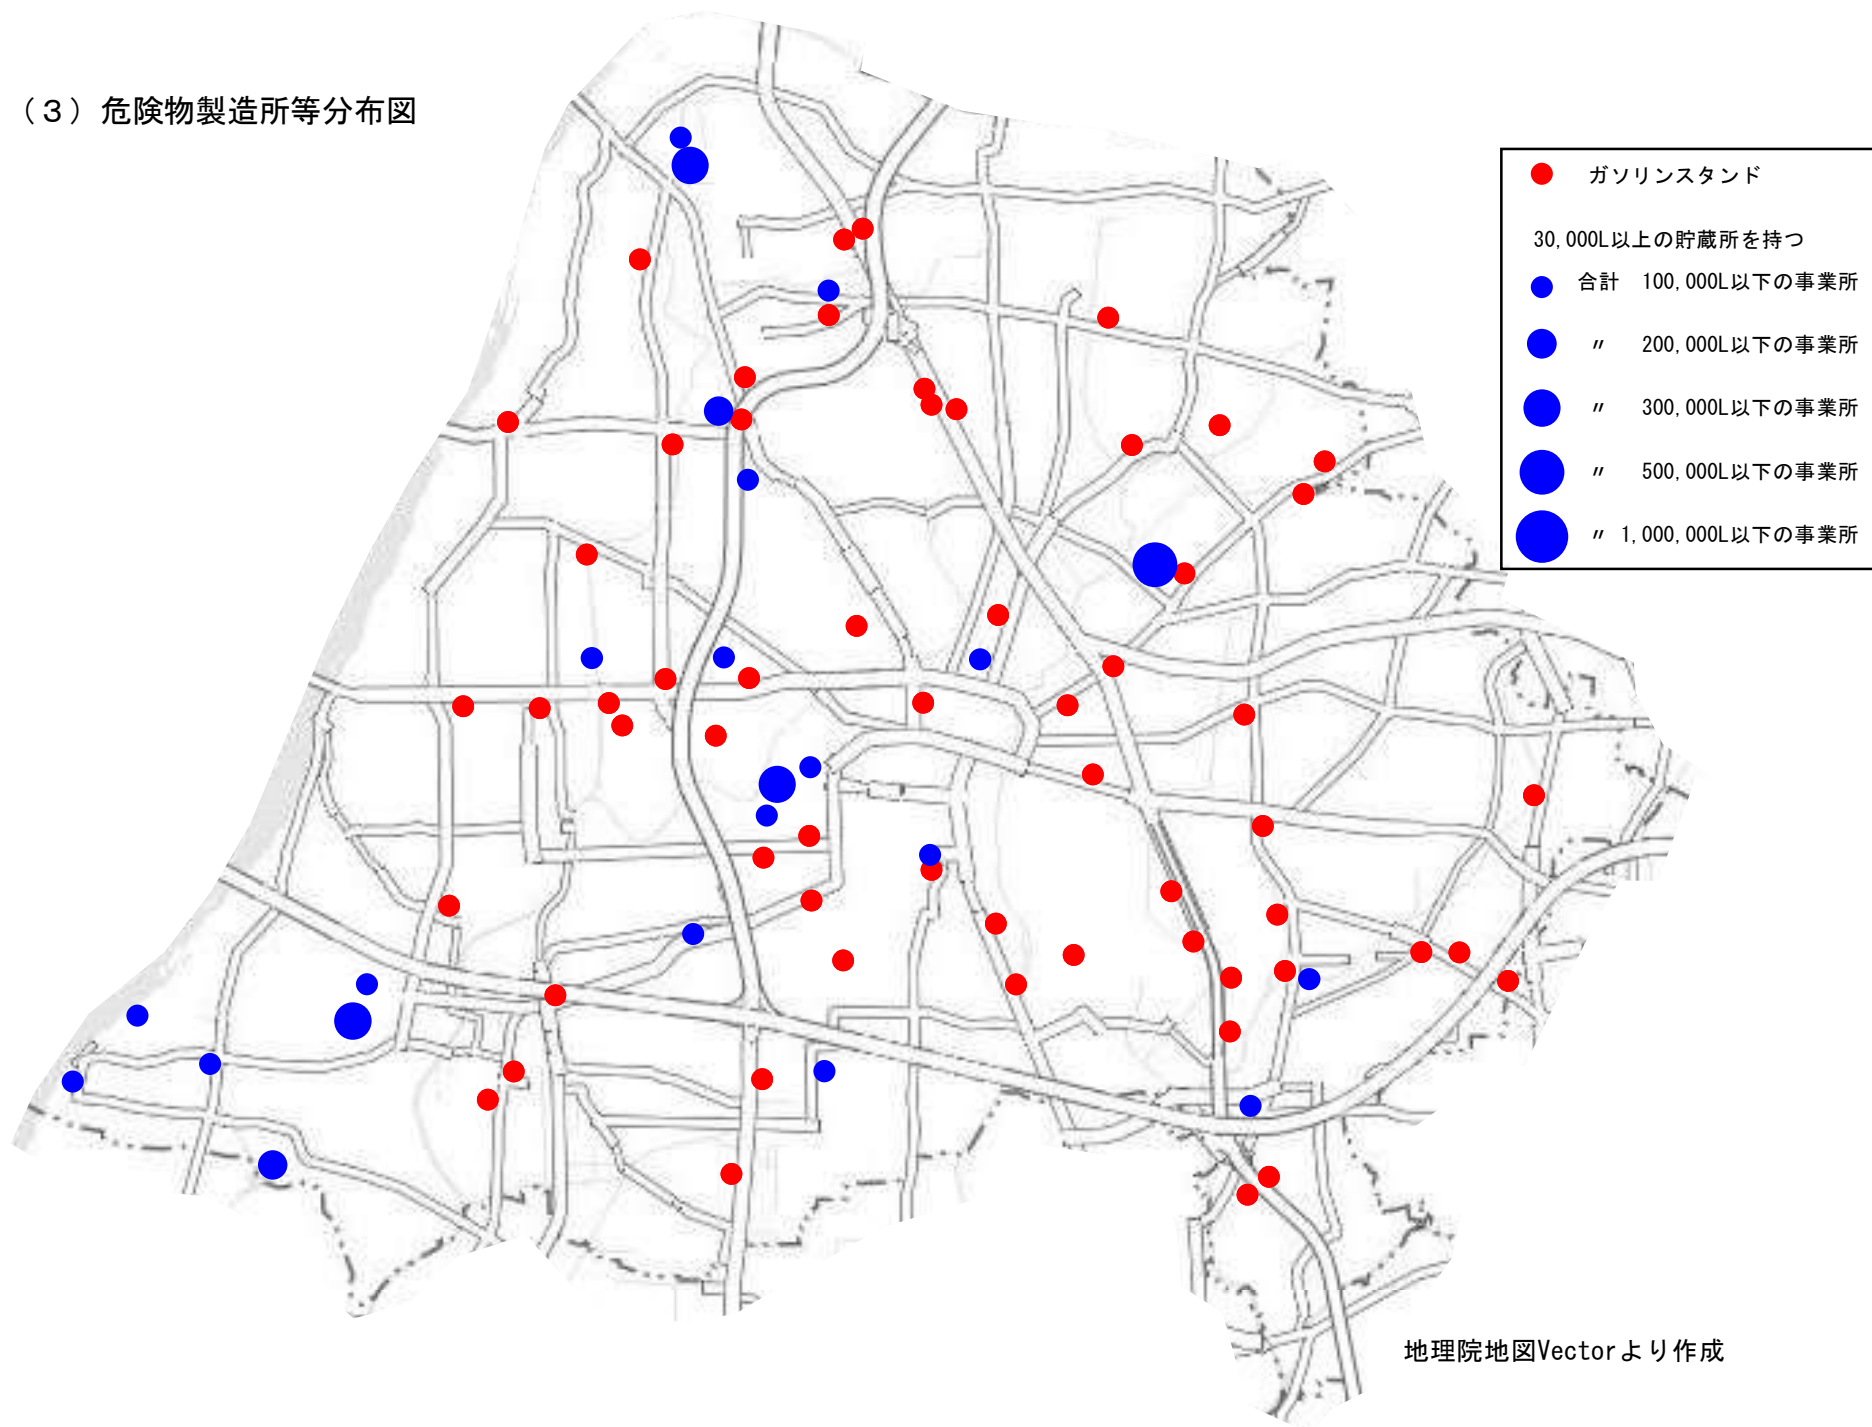 （３）危険物製造所等分布図
ガソリンスタンド
30,000L以上の貯蔵所を持つ
合計 100,000L以下の事業所
〃 200,000L以下の事業所
〃 300,000L以下の事業所
〃 500,000L以下の事業所
〃 1,000,000L以下の事業所
地理院地図Vectorより作成